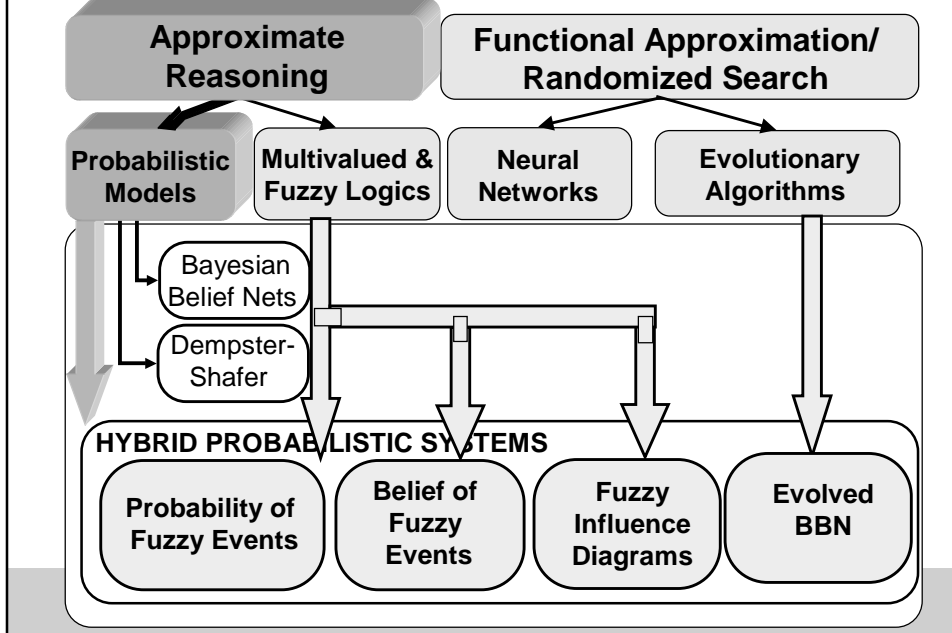 Approximate
Reasoning
Functional Approximation/
Randomized Search
Probabilistic
Models
Multivalued &
Fuzzy Logics
Neural
Networks
Evolutionary
Algorithms
Bayesian
Belief Nets
Dempster-
Shafer
HYBRID PROBABILISTIC SYSTEMS
Probability of
Fuzzy Events
Belief of
Fuzzy
Events
Fuzzy
Influence
Diagrams
Evolved
BBN